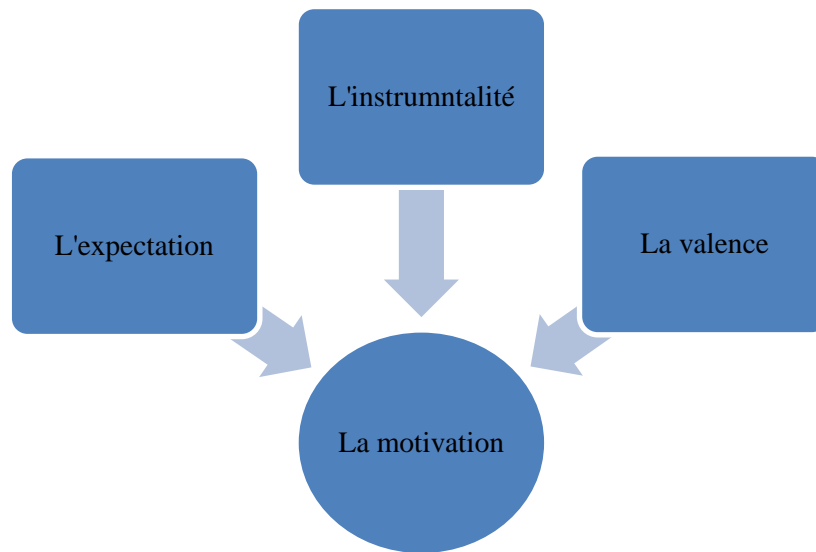 L'instrumntalité
L'expectation
La valence
La motivation